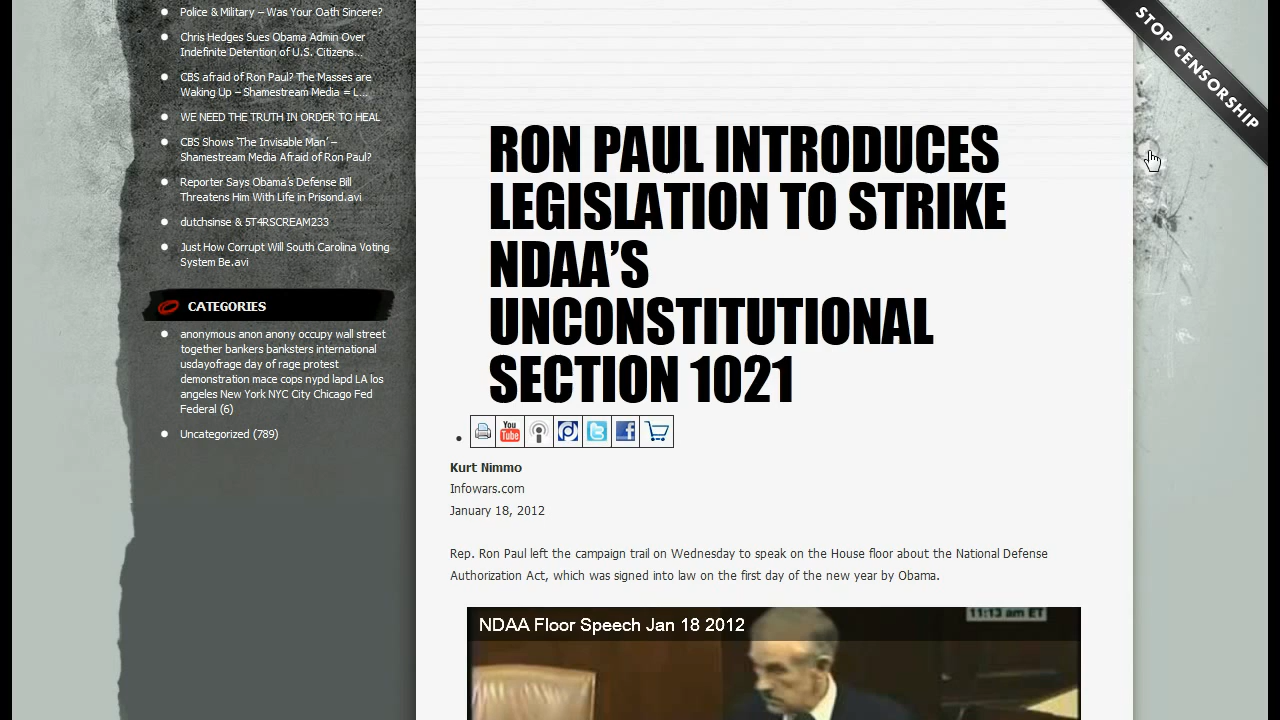 Police & Military – Was Your Oath Sincere?
Chris Hedges Sues Obama Admin Over
Indefinite Detention of U.S. Citizens...
CBS afraid of Ron Paul? The Masses are
Waking Up – Shamestream Media = L...
WE NEED THE TRUTH IN ORDER TO HEAL
CBS Shows ‘The Invisable Man’ –
Shamestream Media Afraid of Ron Paul?
Reporter Says Obama’s Defense Bill
Threatens Him With Life in Prisond.avi
dutchsinse & 5T4RSCREAM233
Just How Corrupt Will South Carolina Voting
System Be.avi
CATEGORIES
anonymous anon anony occupy wall street
together bankers banksters international
usdayofrage day of rage protest
demonstration mace cops nypd lapd LA los
angeles New York NYC City Chicago Fed
Federal (6)
Uncategorized (789)
STOP CENSORSHIP
RON PAUL INTRODUCES
LEGISLATION TO STRIKE
NDAA’S
UNCONSTITUTIONAL
SECTION 1021
You
Tube
Kurt Nimmo
Infowars.com
January 18, 2012
Rep. Ron Paul left the campaign trail on Wednesday to speak on the House floor about the National Defense
Authorization Act, which was signed into law on the first day of the new year by Obama.
NDAA Floor Speech Jan 18 2012
11:13 am ET